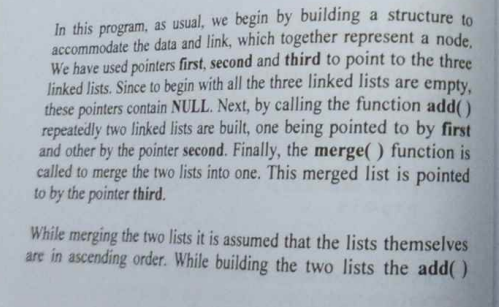 In this program, as usual, we begin by building a structure to
accommodate the data and link, which together represent a node.
We have used pointers first, second and third to point to the three
linked lists. Since to begin with all the three linked lists are empty,
these pointers contain NULL. Next, by calling the function add( )
repeatedly two linked lists are built, one being pointed to by first
and other by the pointer second. Finally, the merge( ) function is
called to merge the two lists into one. This merged list is pointed
to by the pointer third.
While merging the two lists it is assumed that the lists themselves
are in ascending order. While building the two lists the add( )